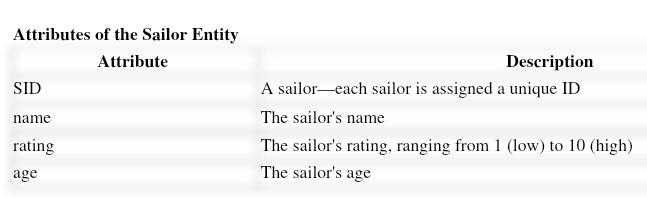 Attributes of the Sailor Entity
Attribute Description
SID A sailor—each sailor is assigned a unique ID
name The sailor's name
rating The sailor's rating, ranging from 1 (low) to 10 (high)
age The sailor's age